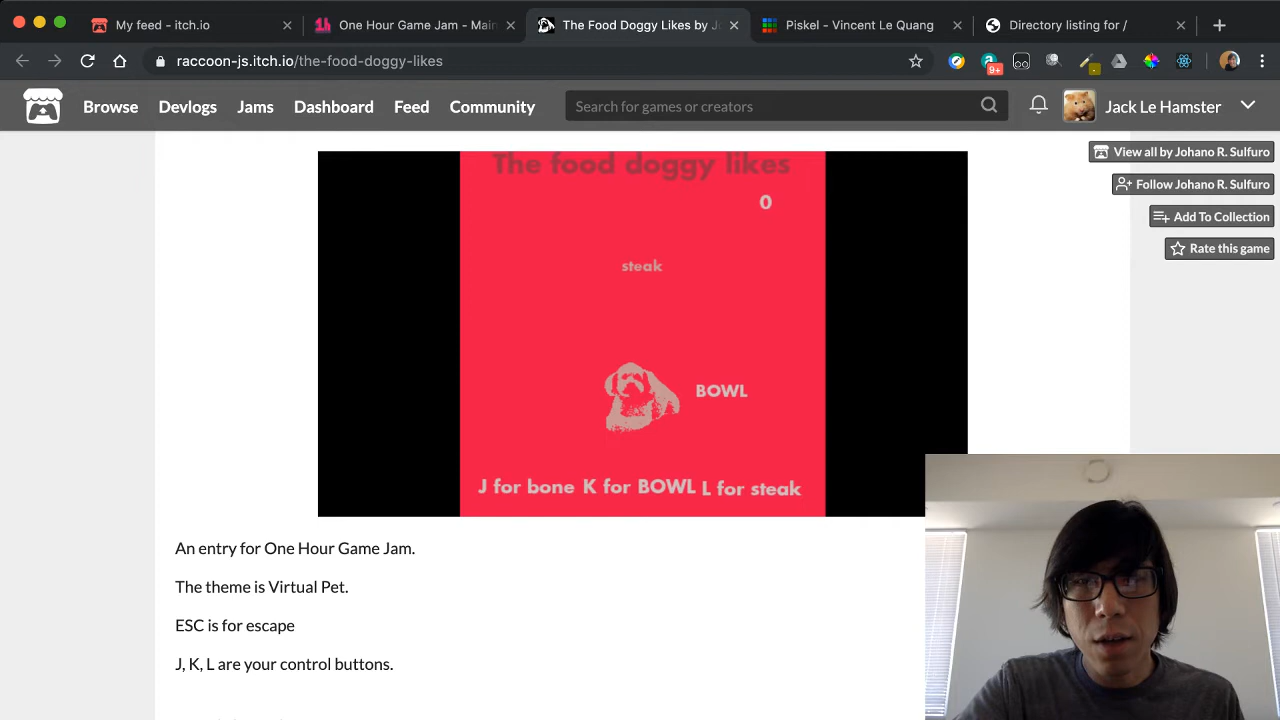 My feed - itch.io
One Hour Game Jam - Main
The Food Doggy Likes by Jo
Piskel - Vincent Le Quang
Directory listing for /
raccoon-js.itch.io/the-food-doggy-likes
9+
Browse Devlogs Jams Dashboard Feed Community
Search for games or creators
Jack Le Hamster
View all by Johano R. Sulfuro
Follow Johano R. Sulfuro
Add To Collection
Rate this game
The food doggy likes
0
steak
BOWL
J for bone K for BOWL L for steak
An entry for One Hour Game Jam.
The theme is Virtual Pet.
ESC is for escape
J, K, L are your control buttons.